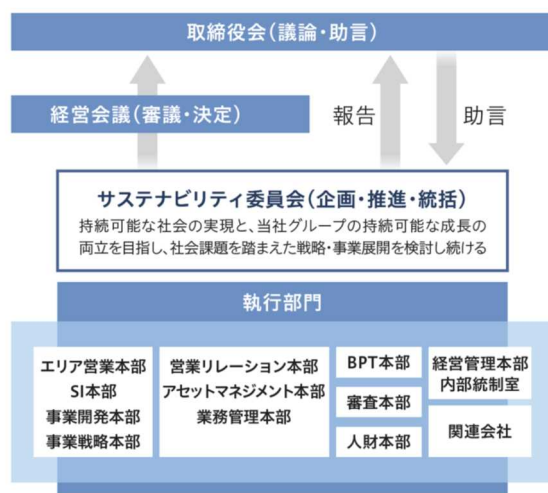 取締役会(議論・助言)
経営会議(審議・決定)
報告
助言
サステナビリティ委員会(企画・推進・統括)
持続可能な社会の実現と、当社グループの持続可能な成長の
両立を目指し、社会課題を踏まえた戦略・事業展開を検討し続ける
執行部門
エリア営業本部
SI本部
事業開発本部
事業戦略本部
営業リレーション本部
アセットマネジメント本部
業務管理本部
BPT本部
審査本部
人財本部
経営管理本部
内部統制室
関連会社